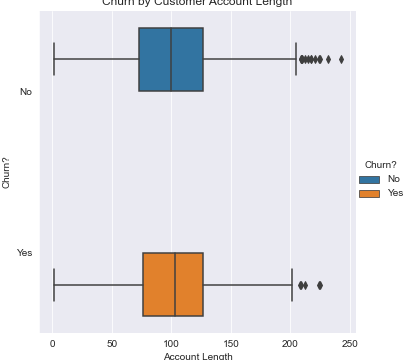 Churn by Customer Account Length
No
Yes
Churn?
0 50 100 150 200 250
Account Length
Churn?
No
Yes